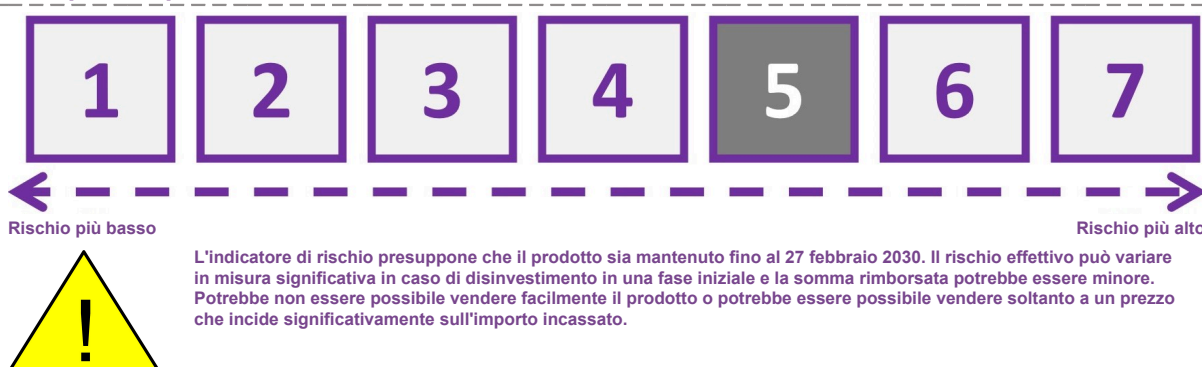 1 2 3 4 5 6 7
Rischio più basso Rischio più alto
L'indicatore di rischio presuppone che il prodotto sia mantenuto fino al 27 febbraio 2030. Il rischio effettivo può variare
in misura significativa in caso di disinvestimento in una fase iniziale e la somma rimborsata potrebbe essere minore.
Potrebbe non essere possibile vendere facilmente il prodotto o potrebbe essere possibile vendere soltanto a un prezzo
che incide significativamente sull'importo incassato.
!